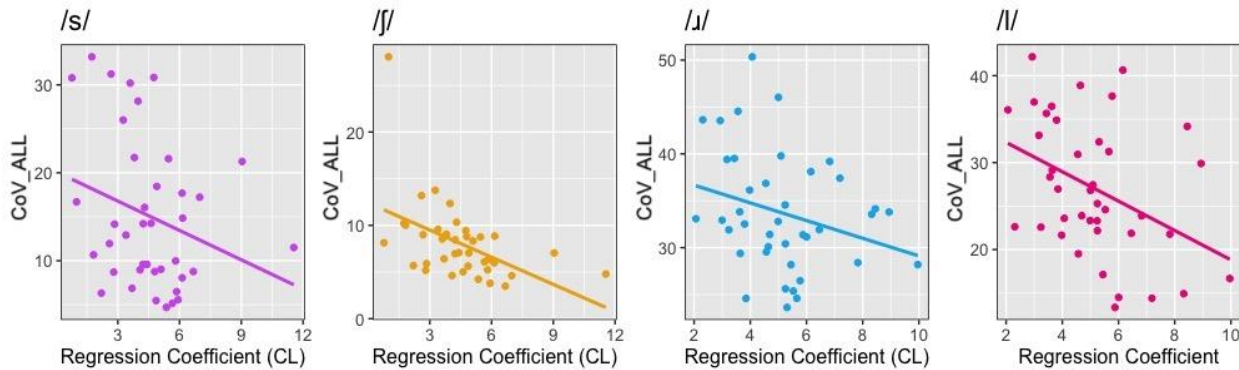 /s/
CoV_ALL
30
20
10
3
6
9
12
Regression Coefficient (CL)
/ʃ/
CoV_ALL
20
10
0
3
6
9
12
Regression Coefficient (CL)
/ɹ/
CoV_ALL
50
40
30
2
4
6
8
10
Regression Coefficient (CL)
/l/
CoV_ALL
40
30
20
2
4
6
8
10
Regression Coefficient